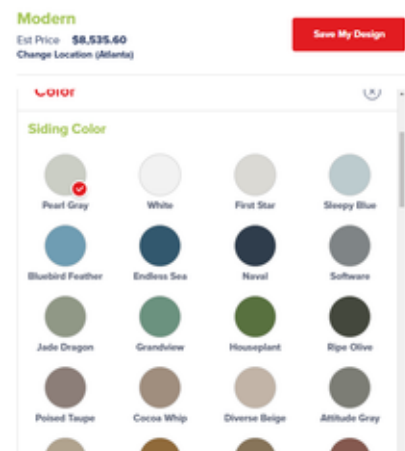 Modern
Est Price $8,535.60
Save My Design
Change Location (Atlanta)
Color
Siding Color
Pearl Gray White First Star Sleepy Blue
Bluebird Feather Endless Sea Naval Software
Jade Dragon Grandview Houseplant Ripe Olive
Poised Taupe Cocoa Whip Diverse Beige Attitude Gray